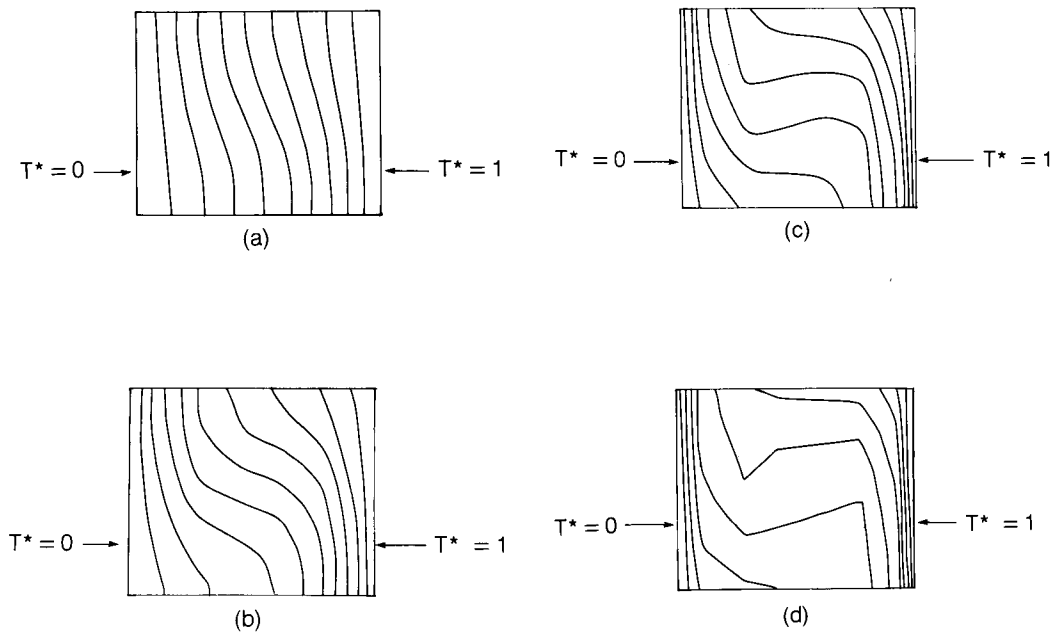 T* = 0
T* = 1
(a)
T* = 0
T* = 1
(c)
T* = 0
T* = 1
(b)
T* = 0
T* = 1
(d)